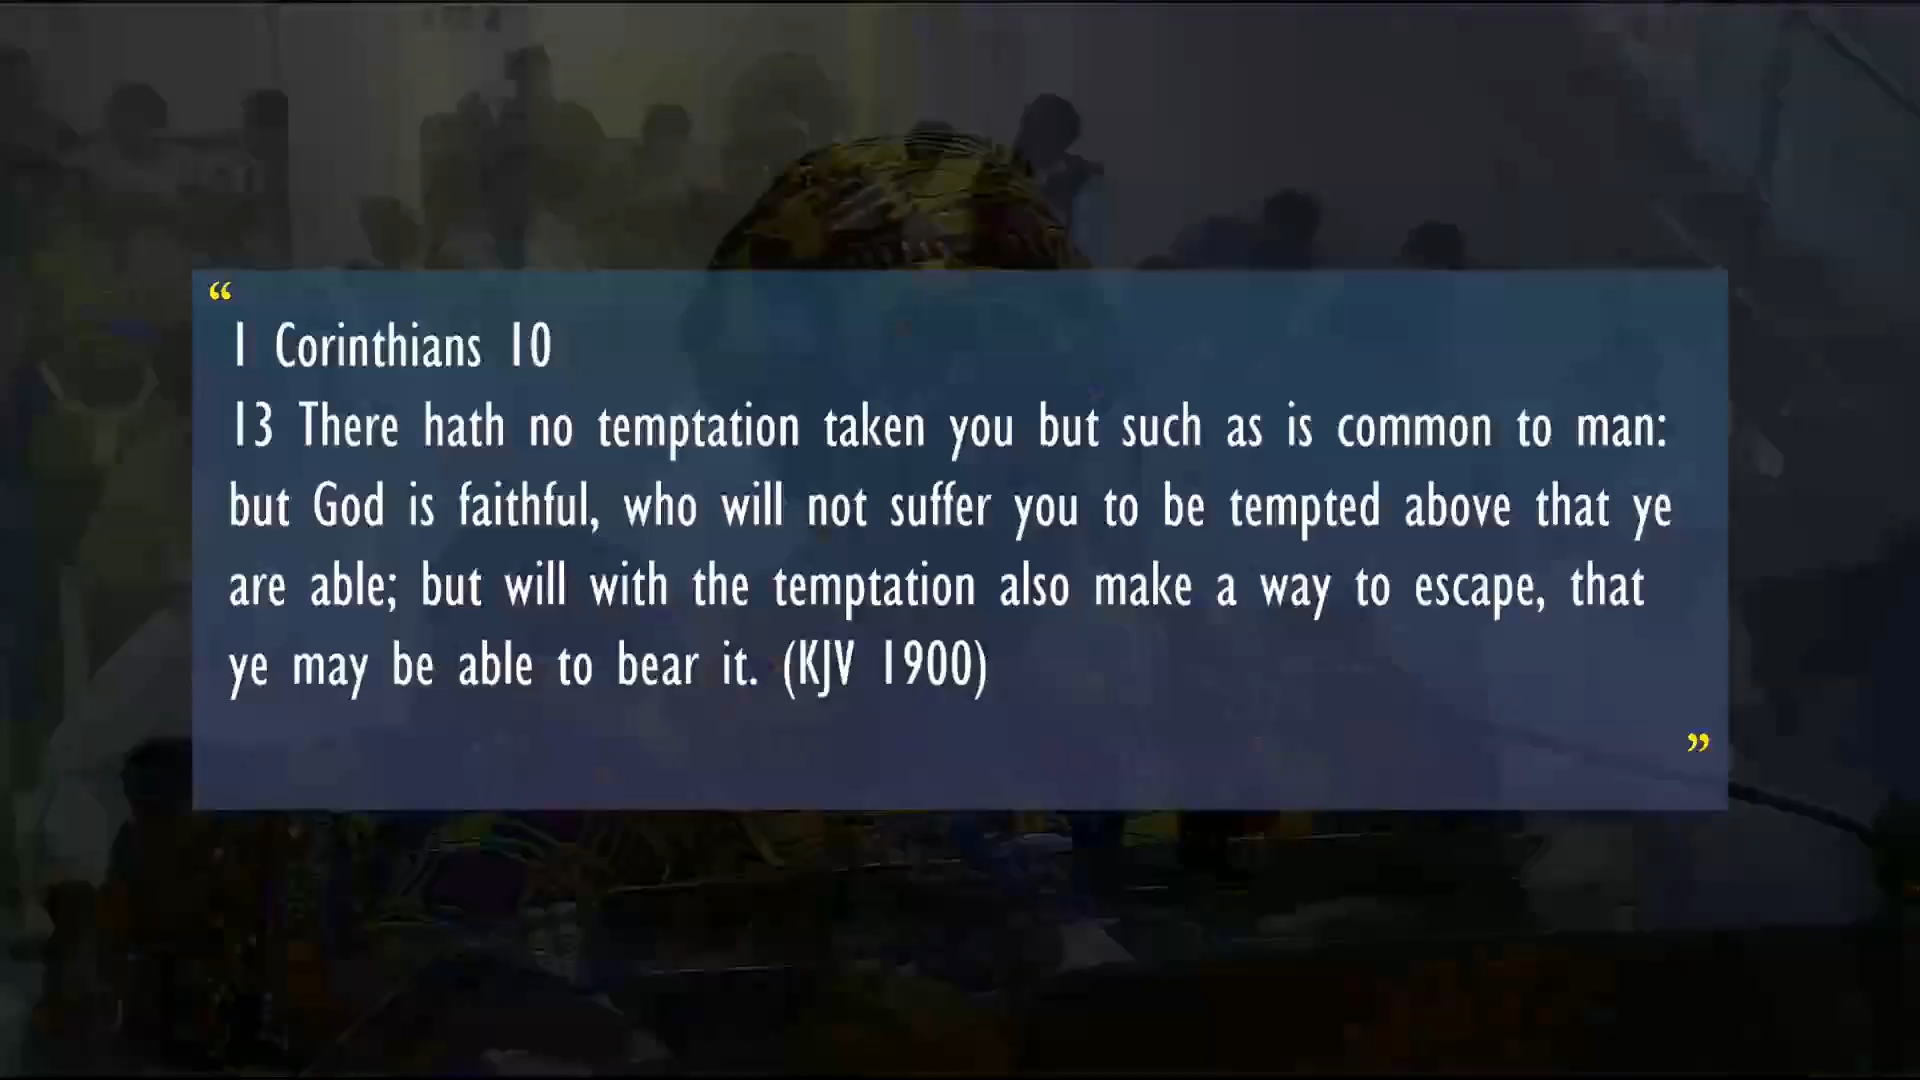 “
1 Corinthians 10
13 There hath no temptation taken you but such as is common to man:
but God is faithful, who will not suffer you to be tempted above that ye
are able; but will with the temptation also make a way to escape, that
ye may be able to bear it. (KJV 1900)
”